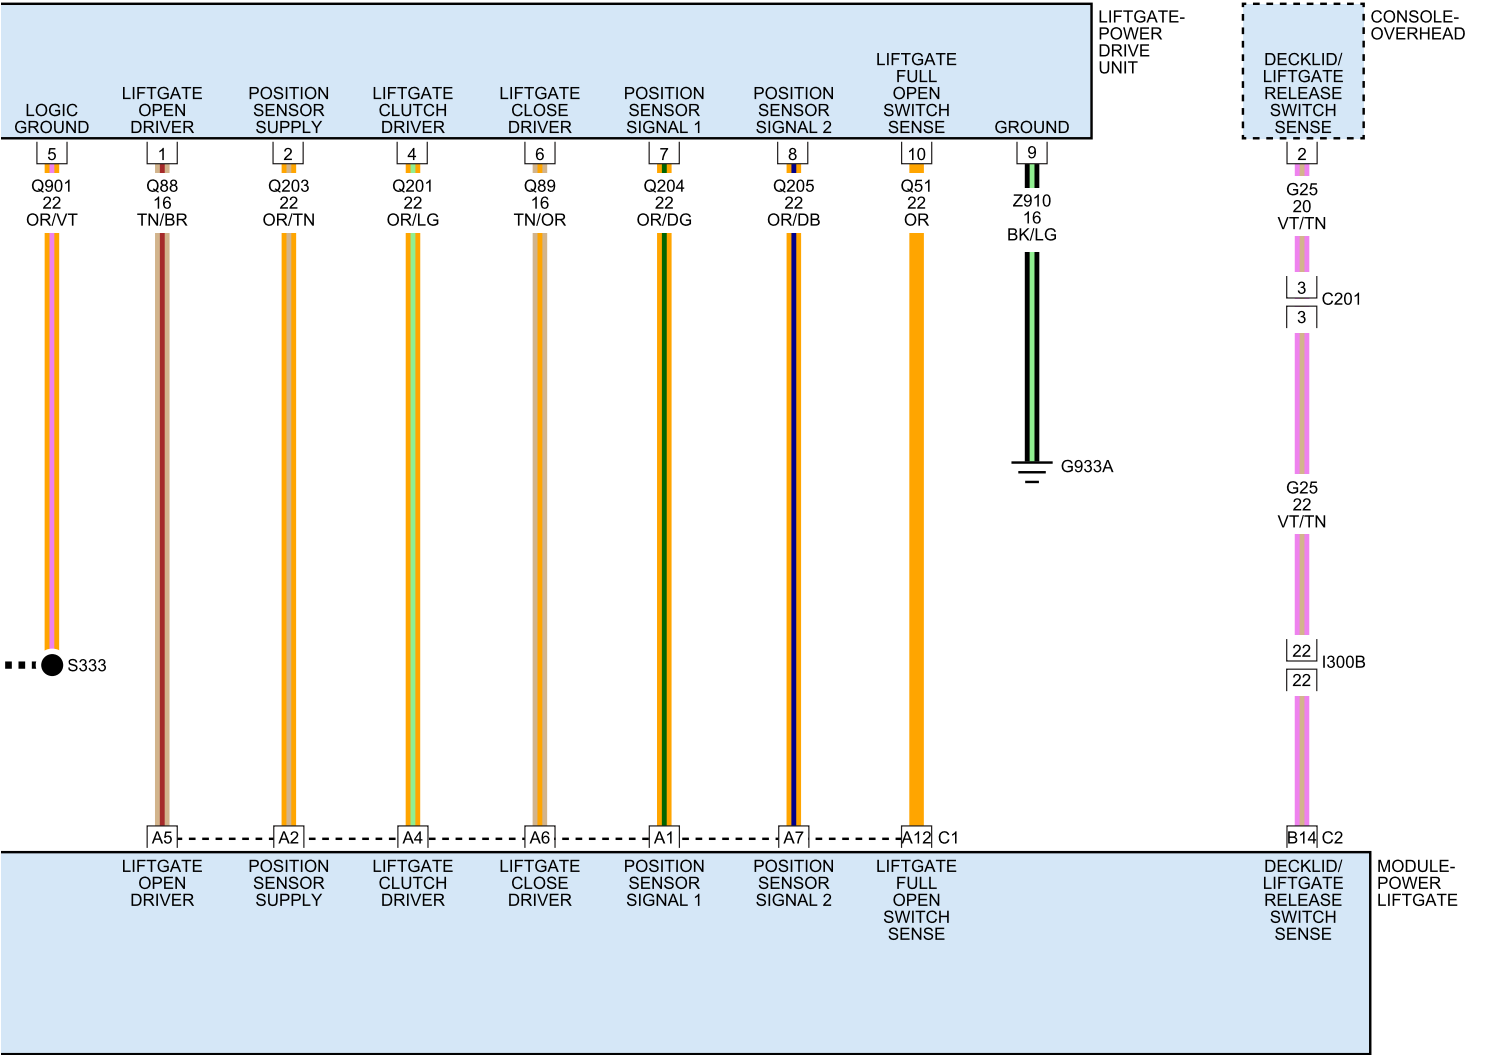 LIFTGATE-
POWER
DRIVE
UNIT
CONSOLE-
OVERHEAD
LOGIC
GROUND
LIFTGATE
OPEN
DRIVER
POSITION
SENSOR
SUPPLY
LIFTGATE
CLUTCH
DRIVER
LIFTGATE
CLOSE
DRIVER
POSITION
SENSOR
SIGNAL 1
POSITION
SENSOR
SIGNAL 2
LIFTGATE
FULL
OPEN
SWITCH
SENSE
GROUND
DECKLID/
LIFTGATE
RELEASE
SWITCH
SENSE
5
1
2
4
6
7
8
10
9
2
Q901
22
OR/VT
Q88
16
TN/BR
Q203
22
OR/TN
Q201
22
OR/LG
Q89
16
TN/OR
Q204
22
OR/DG
Q205
22
OR/DB
Q51
22
OR
Z910
16
BK/LG
G25
20
VT/TN
3
C201
3
G933A
G25
22
VT/TN
S333
22
I300B
22
A5
A2
A4
A6
A1
A7
A12
C1
B14
C2
LIFTGATE
OPEN
DRIVER
POSITION
SENSOR
SUPPLY
LIFTGATE
CLUTCH
DRIVER
LIFTGATE
CLOSE
DRIVER
POSITION
SENSOR
SIGNAL 1
POSITION
SENSOR
SIGNAL 2
LIFTGATE
FULL
OPEN
SWITCH
SENSE
DECKLID/
LIFTGATE
RELEASE
SWITCH
SENSE
MODULE-
POWER
LIFTGATE